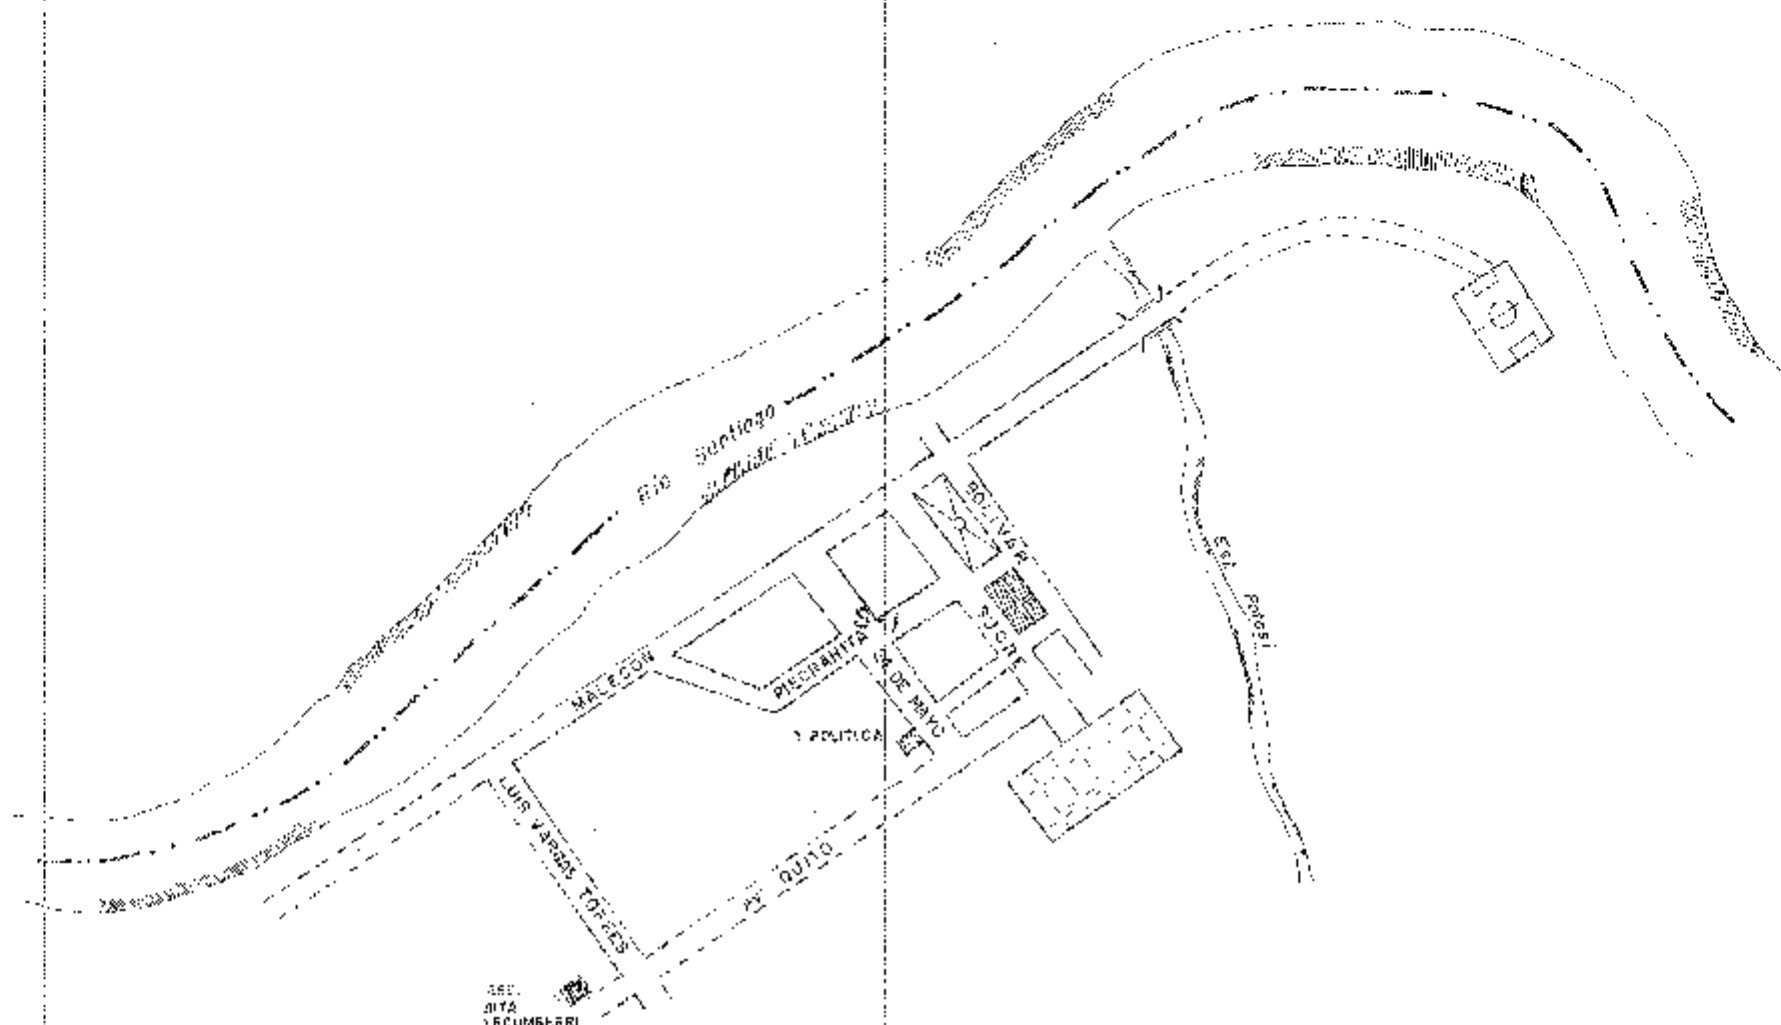 Río Santiago
BOLIVAR
Est. Potosí
SUCRE
PIEDRAHITA
24 DE MAYO
MALECON
T. POLITICA
LUIS VARGAS TORRES
AV QUITO